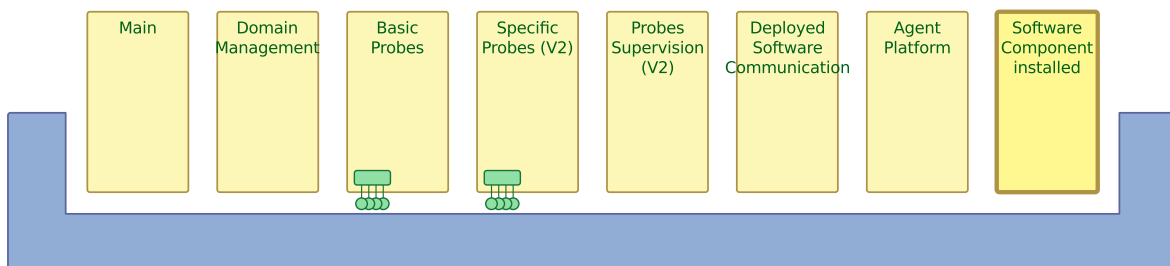 Main
Domain
Management
Basic
Probes
Specific
Probes (V2)
Probes
Supervision
(V2)
Deployed
Software
Communication
Agent
Platform
Software
Component
installed